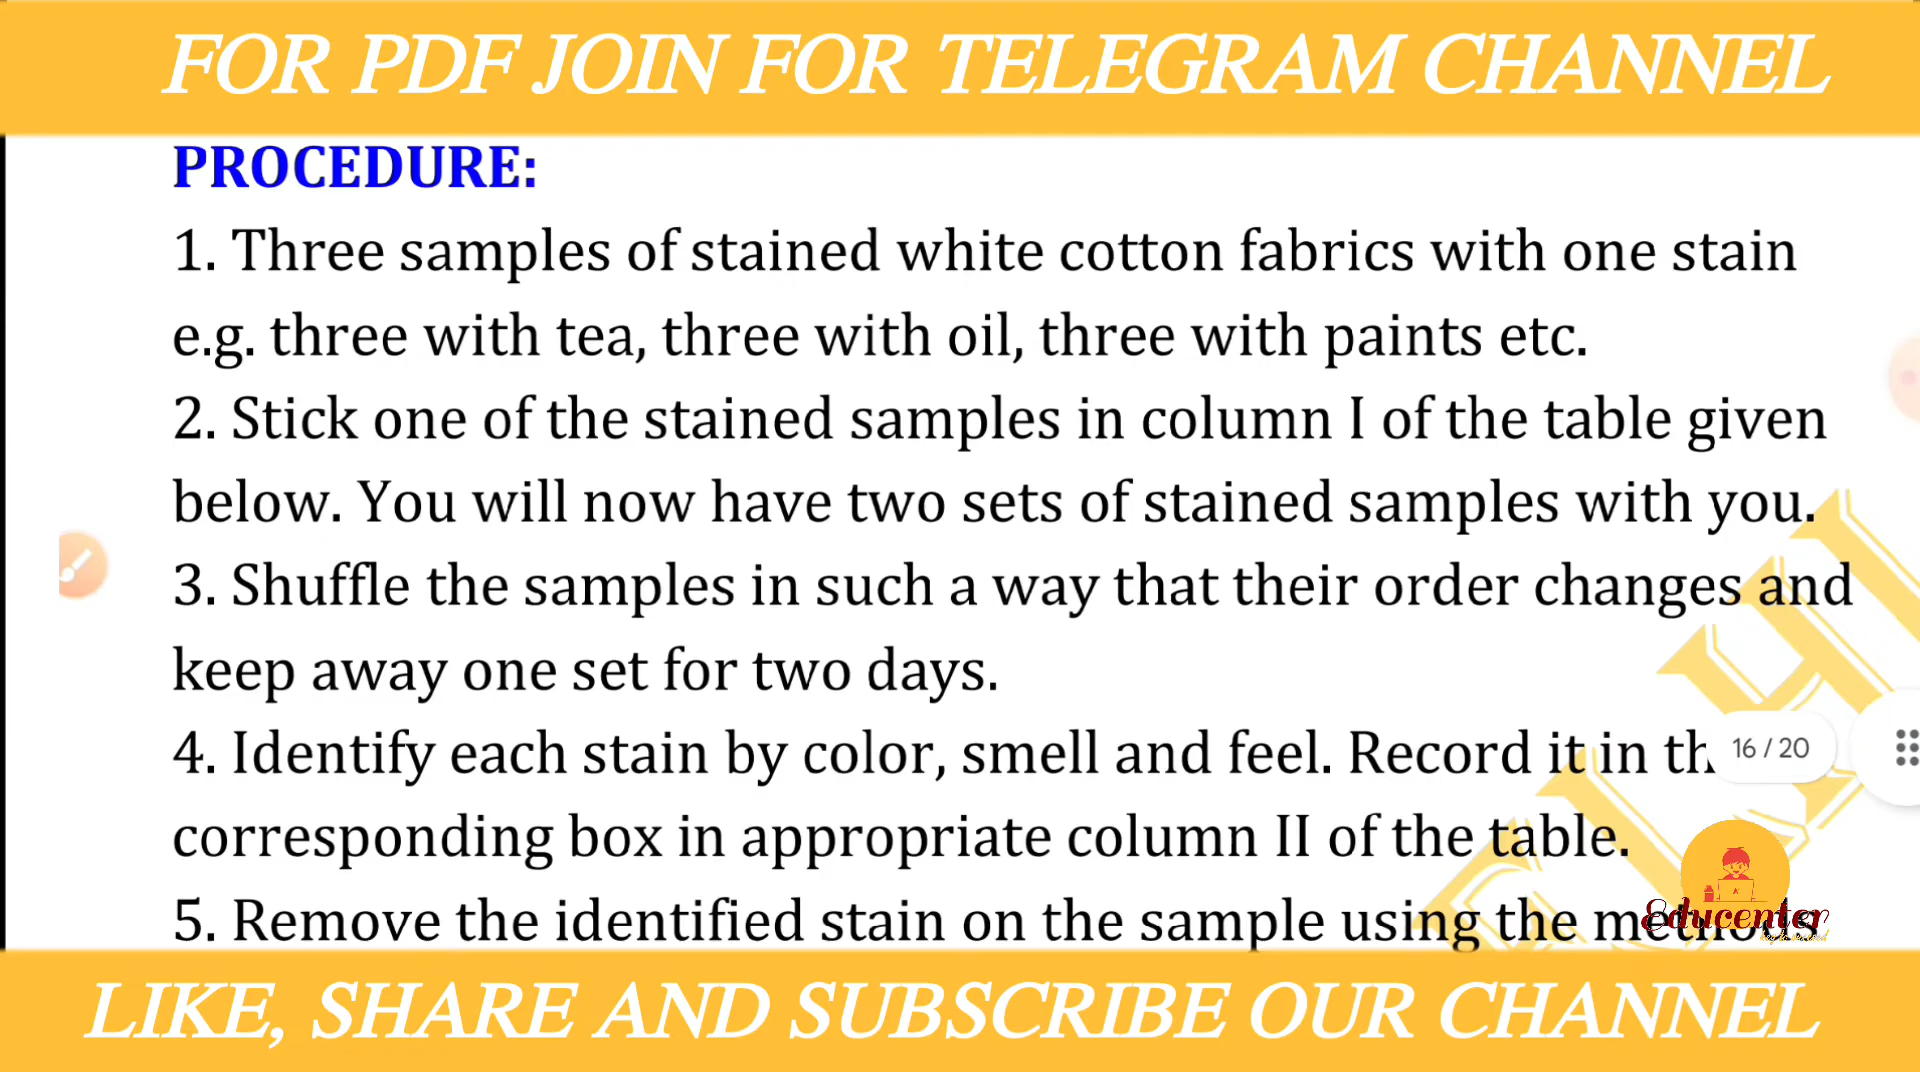 FOR PDF JOIN FOR TELEGRAM CHANNEL
PROCEDURE:
1. Three samples of stained white cotton fabrics with one stain
e.g. three with tea, three with oil, three with paints etc.
2. Stick one of the stained samples in column I of the table given
below. You will now have two sets of stained samples with you.
3. Shuffle the samples in such a way that their order changes and
keep away one set for two days.
4. Identify each stain by color, smell and feel. Record it in th
16 / 20
corresponding box in appropriate column II of the table.
5. Remove the identified stain on the sample using the methods
Educenter
LIKE, SHARE AND SUBSCRIBE OUR CHANNEL